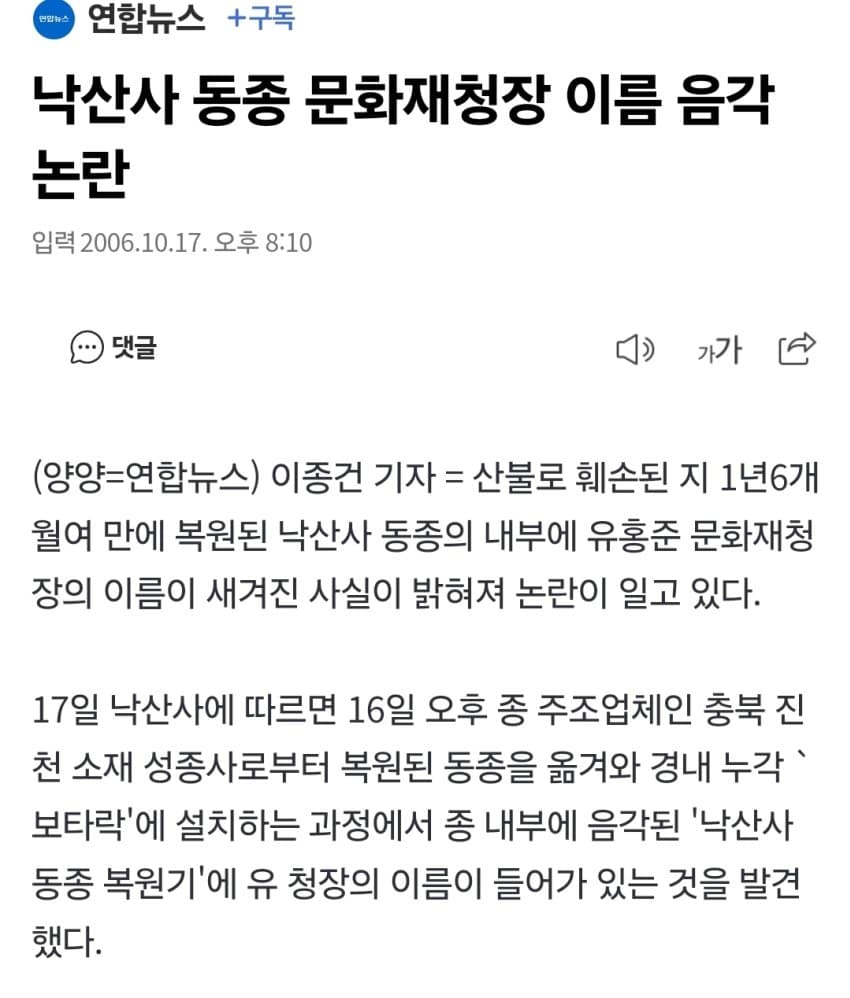 연합뉴스 연합뉴스 +구독
낙산사 동종 문화재청장 이름 음각
논란
입력 2006.10.17. 오후 8:10
댓글 가가
(양양=연합뉴스) 이종건 기자 = 산불로 훼손된 지 1년6개
월여 만에 복원된 낙산사 동종의 내부에 유홍준 문화재청
장의 이름이 새겨진 사실이 밝혀져 논란이 일고 있다.
17일 낙산사에 따르면 16일 오후 종 주조업체인 충북 진
천 소재 성종사로부터 복원된 동종을 옮겨와 경내 누각 `
보타락'에 설치하는 과정에서 종 내부에 음각된 '낙산사
동종 복원기'에 유 청장의 이름이 들어가 있는 것을 발견
했다.